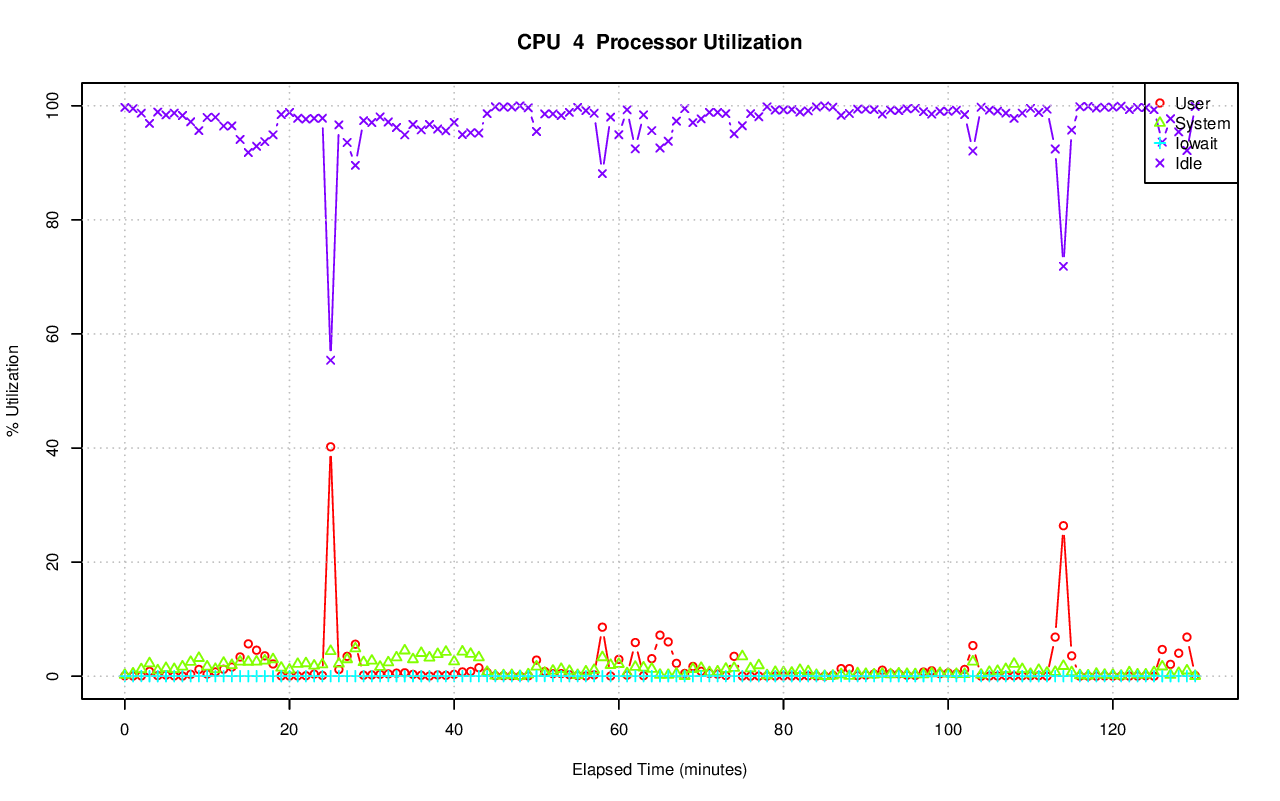 CPU 4 Processor Utilization
% Utilization
100
80
60
40
20
0
User
System
Iowait
Idle
0 20 40 60 80 100 120
Elapsed Time (minutes)